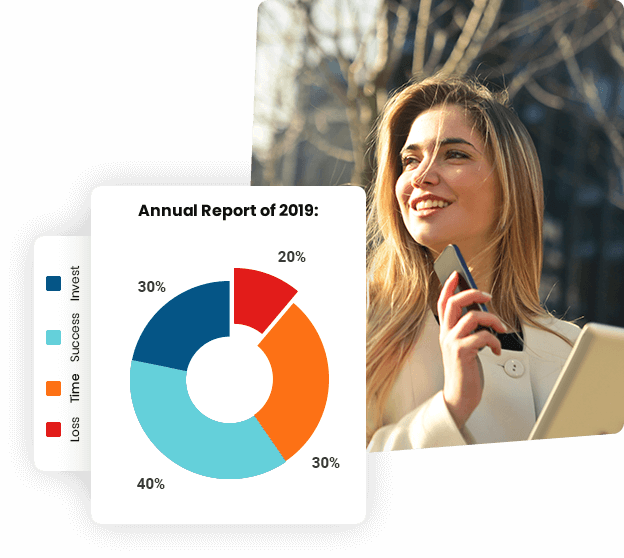 Annual Report of 2019:
20%
30%
30%
40%
Invest
Success
Time
Loss